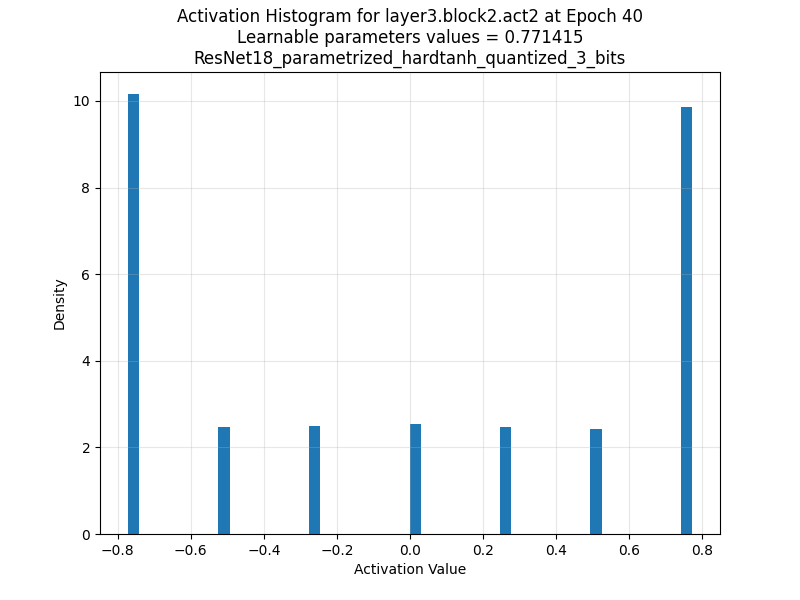 Activation Histogram for layer3.block2.act2 at Epoch 40
Learnable parameters values = 0.771415
ResNet18_parametrized_hardtanh_quantized_3_bits
10
8
6
4
2
0
Density
−0.8 −0.6 −0.4 −0.2 0.0 0.2 0.4 0.6 0.8
Activation Value